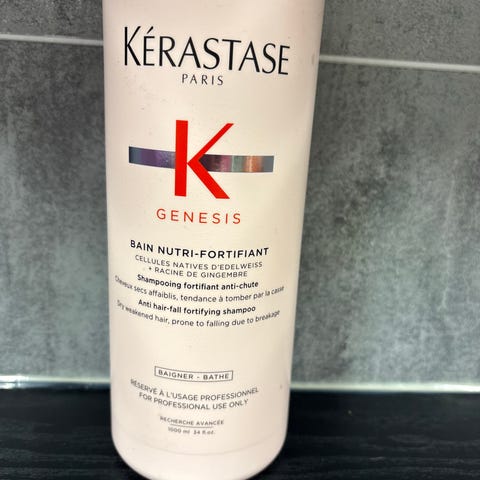 KÉRASTASE
PARIS
K
GENESIS
BAIN NUTRI-FORTIFIANT
CELLULES NATIVES D'EDELWEISS
+ RACINE DE GINGEMBRE
Shampooing fortifiant anti-chute
Cheveux secs affaiblis, tendance à tomber par la casse
Anti hair-fall fortifying shampoo
Dry weakened hair, prone to falling due to breakage
BAIGNER - BATHE
RÉSERVÉ À L'USAGE PROFESSIONNEL
FOR PROFESSIONAL USE ONLY
RECHERCHE AVANCÉE
1000 ml 34 fl.oz.